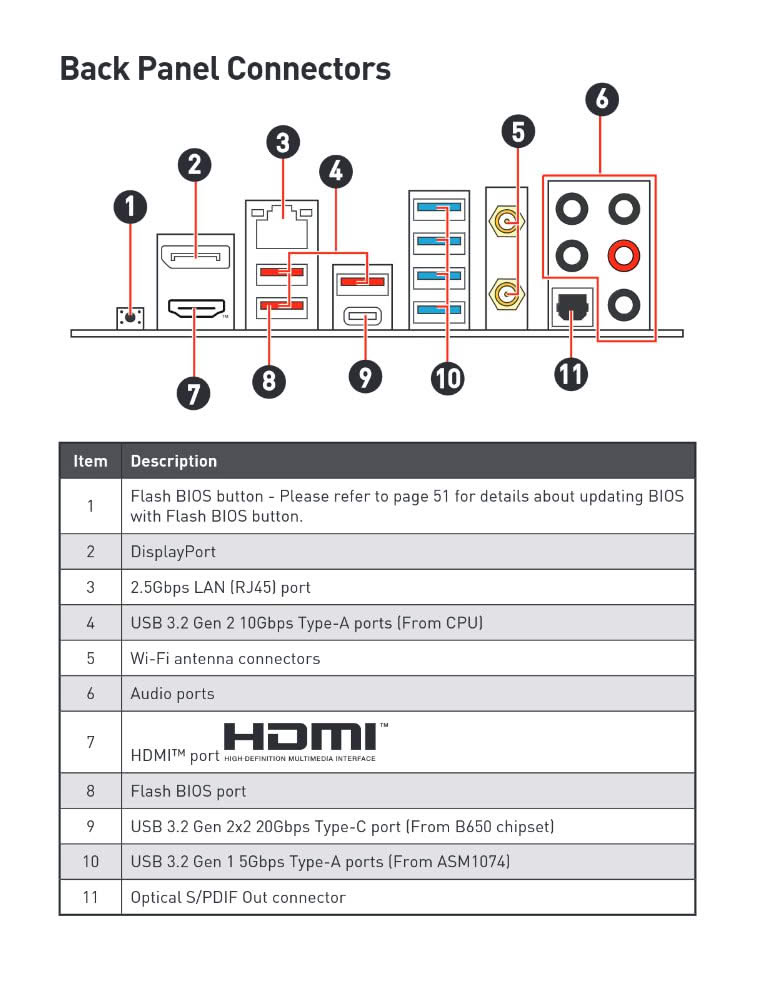 Back Panel Connectors
6
5
3
2
4
1
™
7
8
9
10
11
Item Description
1 Flash BIOS button - Please refer to page 51 for details about updating BIOS
with Flash BIOS button.
2 DisplayPort
3 2.5Gbps LAN (RJ45) port
4 USB 3.2 Gen 2 10Gbps Type-A ports (From CPU)
5 Wi-Fi antenna connectors
6 Audio ports
7 HDMI™ port HDMI™
HIGH-DEFINITION MULTIMEDIA INTERFACE
8 Flash BIOS port
9 USB 3.2 Gen 2x2 20Gbps Type-C port (From B650 chipset)
10 USB 3.2 Gen 1 5Gbps Type-A ports (From ASM1074)
11 Optical S/PDIF Out connector